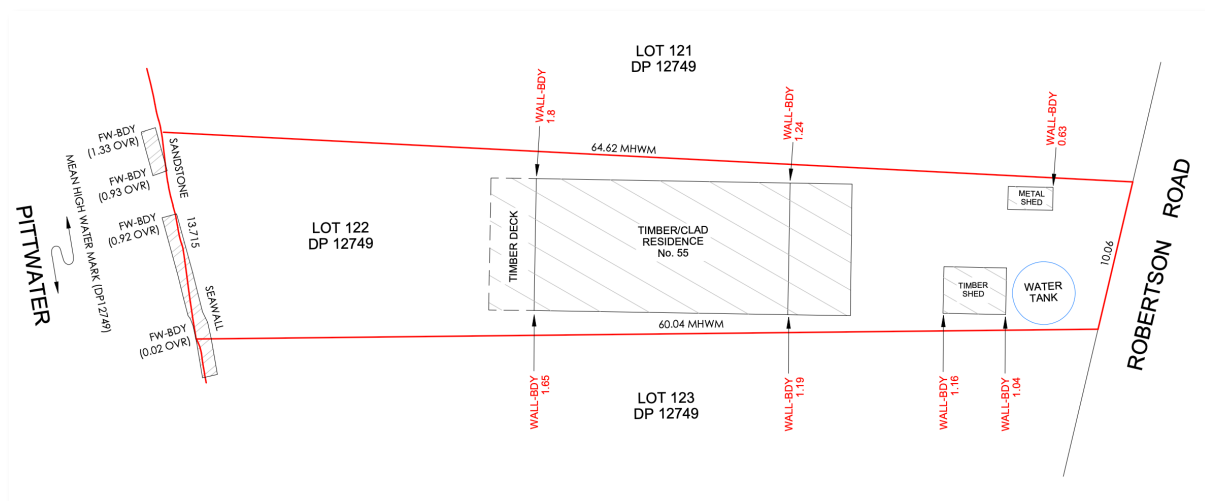 LOT 121
DP 12749
WALL-BDY
1.8
WALL-BDY
1.24
WALL-BDY
0.63
FW-BDY
(1.33 OVR)
SANDSTONE
64.62 MHWM
MEAN HIGH WATER MARK (DP12749)
FW-BDY
(0.93 OVR)
METAL
SHED
ROBERTSON ROAD
PITTWATER
FW-BDY
(0.92 OVR)
13.715
LOT 122
DP 12749
TIMBER DECK
TIMBER/CLAD
RESIDENCE
No. 55
10.06
SEAWALL
TIMBER
SHED
WATER
TANK
FW-BDY
(0.02 OVR)
60.04 MHWM
WALL-BDY
1.65
WALL-BDY
1.19
WALL-BDY
1.16
WALL-BDY
1.04
LOT 123
DP 12749